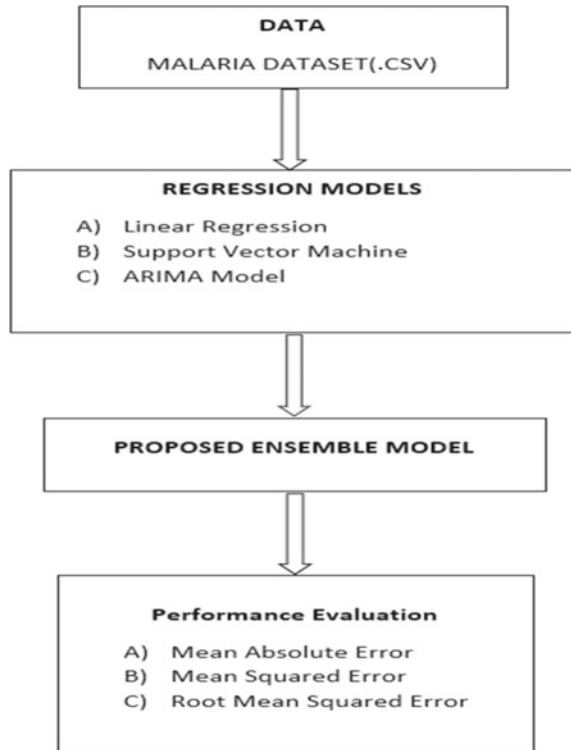 DATA
MALARIA DATASET(.CSV)
REGRESSION MODELS
A) Linear Regression
B) Support Vector Machine
C) ARIMA Model
PROPOSED ENSEMBLE MODEL
Performance Evaluation
A) Mean Absolute Error
B) Mean Squared Error
C) Root Mean Squared Error